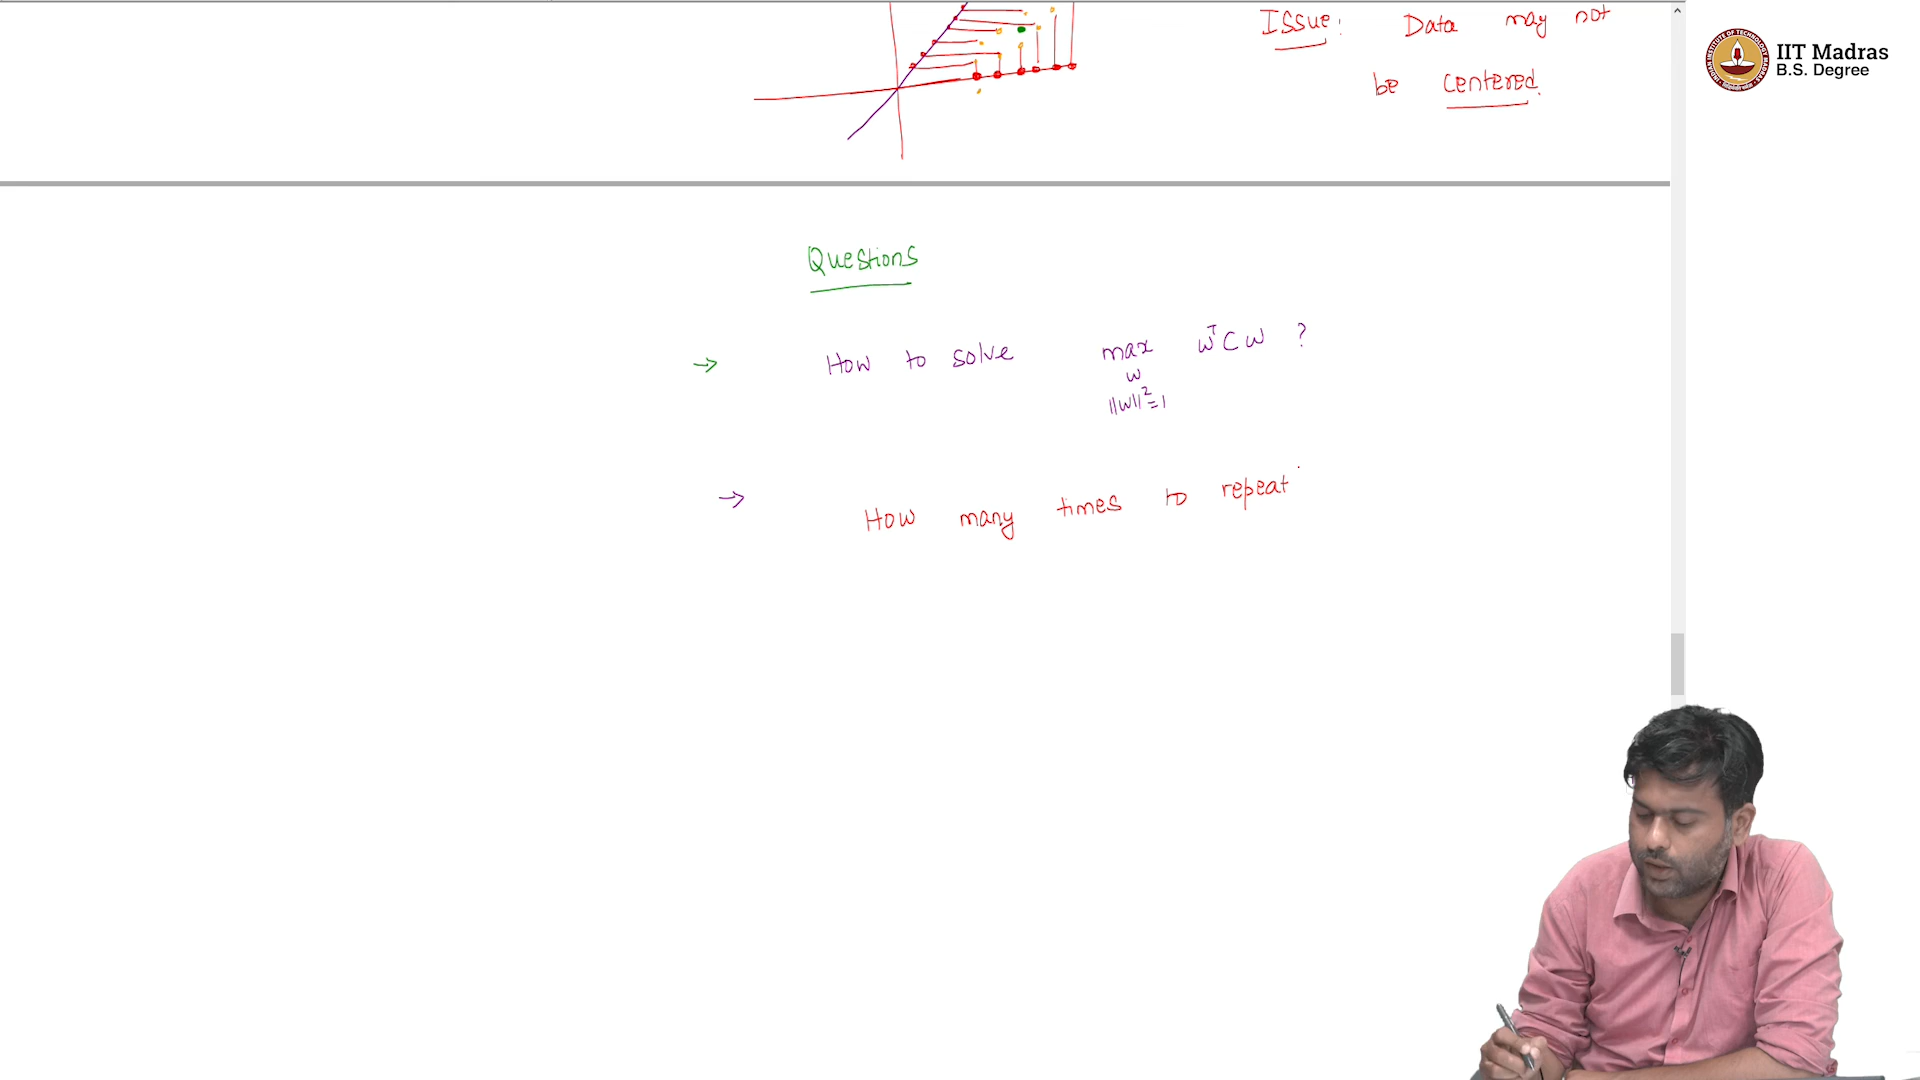 Issue: Data may not
be centered.
IIT Madras
B.S. Degree
Questions
→ How to solve max wᵀCw ?
w
||w||²=1
→ How many times to repeat